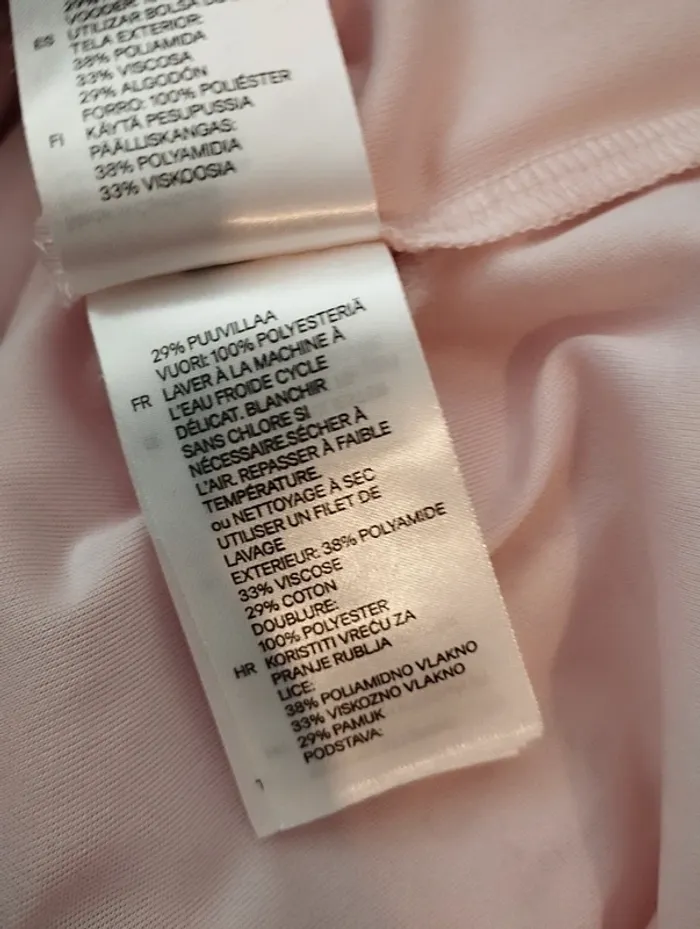 UTILIZAR BOLSA
ES TELA EXTERIOR:
38% POLIAMIDA
33% VISCOSA
29% ALGODÓN
FORRO: 100% POLIÉSTER
FI KÄYTÄ PESUPUSSIA
PÄÄLLISKANGAS:
38% POLYAMIDIA
33% VISKOOSIA
29% PUUVILLAA
VUORI: 100% POLYESTERIÄ
FR LAVER À LA MACHINE À
L'EAU FROIDE CYCLE
DÉLICAT. BLANCHIR
SANS CHLORE SI
NÉCESSAIRE.SÉCHER À
L'AIR. REPASSER À FAIBLE
TEMPÉRATURE
ou NETTOYAGE À SEC
UTILISER UN FILET DE
LAVAGE
EXTERIEUR: 38% POLYAMIDE
33% VISCOSE
29% COTON
DOUBLURE:
100% POLYESTER
HR KORISTITI VREĆU ZA
PRANJE RUBLJA
LICE:
38% POLIAMIDNO VLAKNO
33% VISKOZNO VLAKNO
29% PAMUK
PODSTAVA: